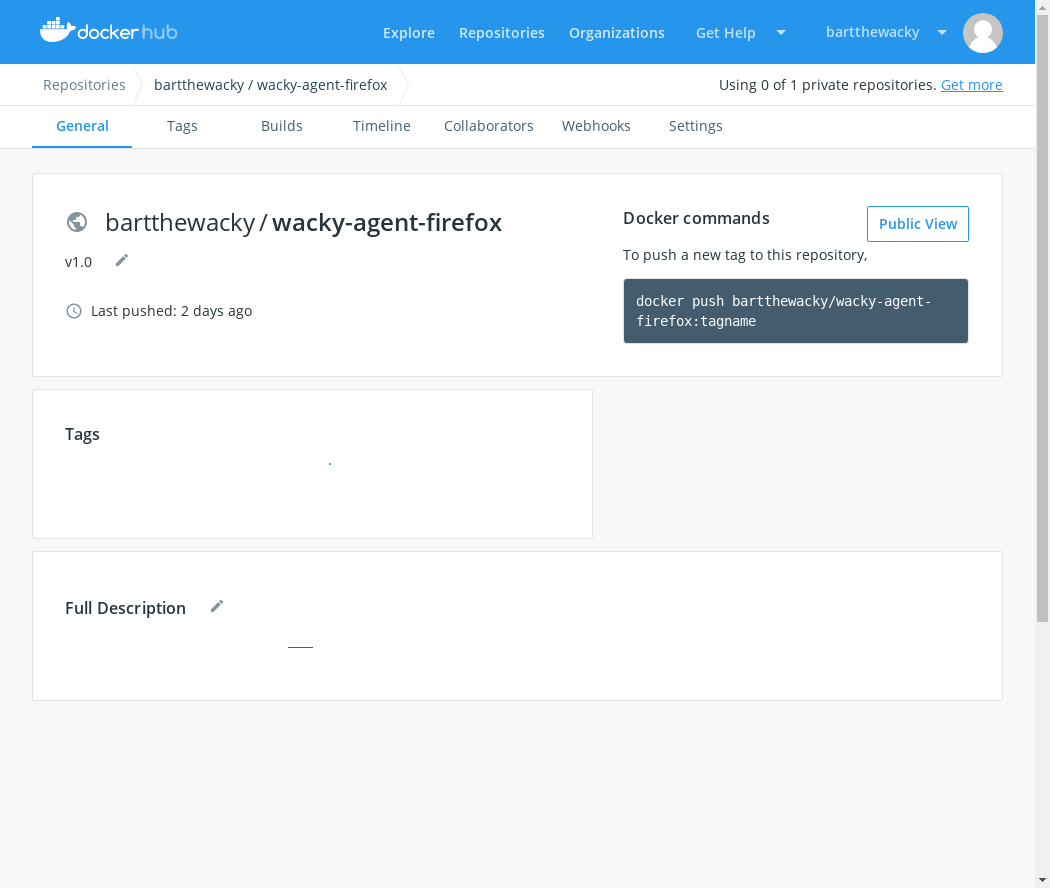 docker hub
Explore Repositories Organizations Get Help bartthewacky
Repositories bartthewacky / wacky-agent-firefox Using 0 of 1 private repositories. Get more
General Tags Builds Timeline Collaborators Webhooks Settings
bartthewacky / wacky-agent-firefox
v1.0
Last pushed: 2 days ago
Docker commands
Public View
To push a new tag to this repository,
docker push bartthewacky/wacky-agent-
firefox:tagname
Tags
Full Description